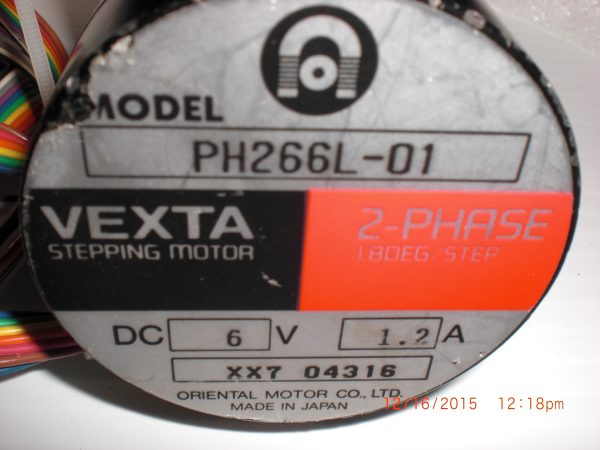 MODEL
PH266L-01
VEXTA
STEPPING MOTOR
2-PHASE
1.8DEG/STEP
DC 6 V 1.2 A
XX7 04316
ORIENTAL MOTOR CO., LTD.
MADE IN JAPAN
12/16/2015 12:18pm